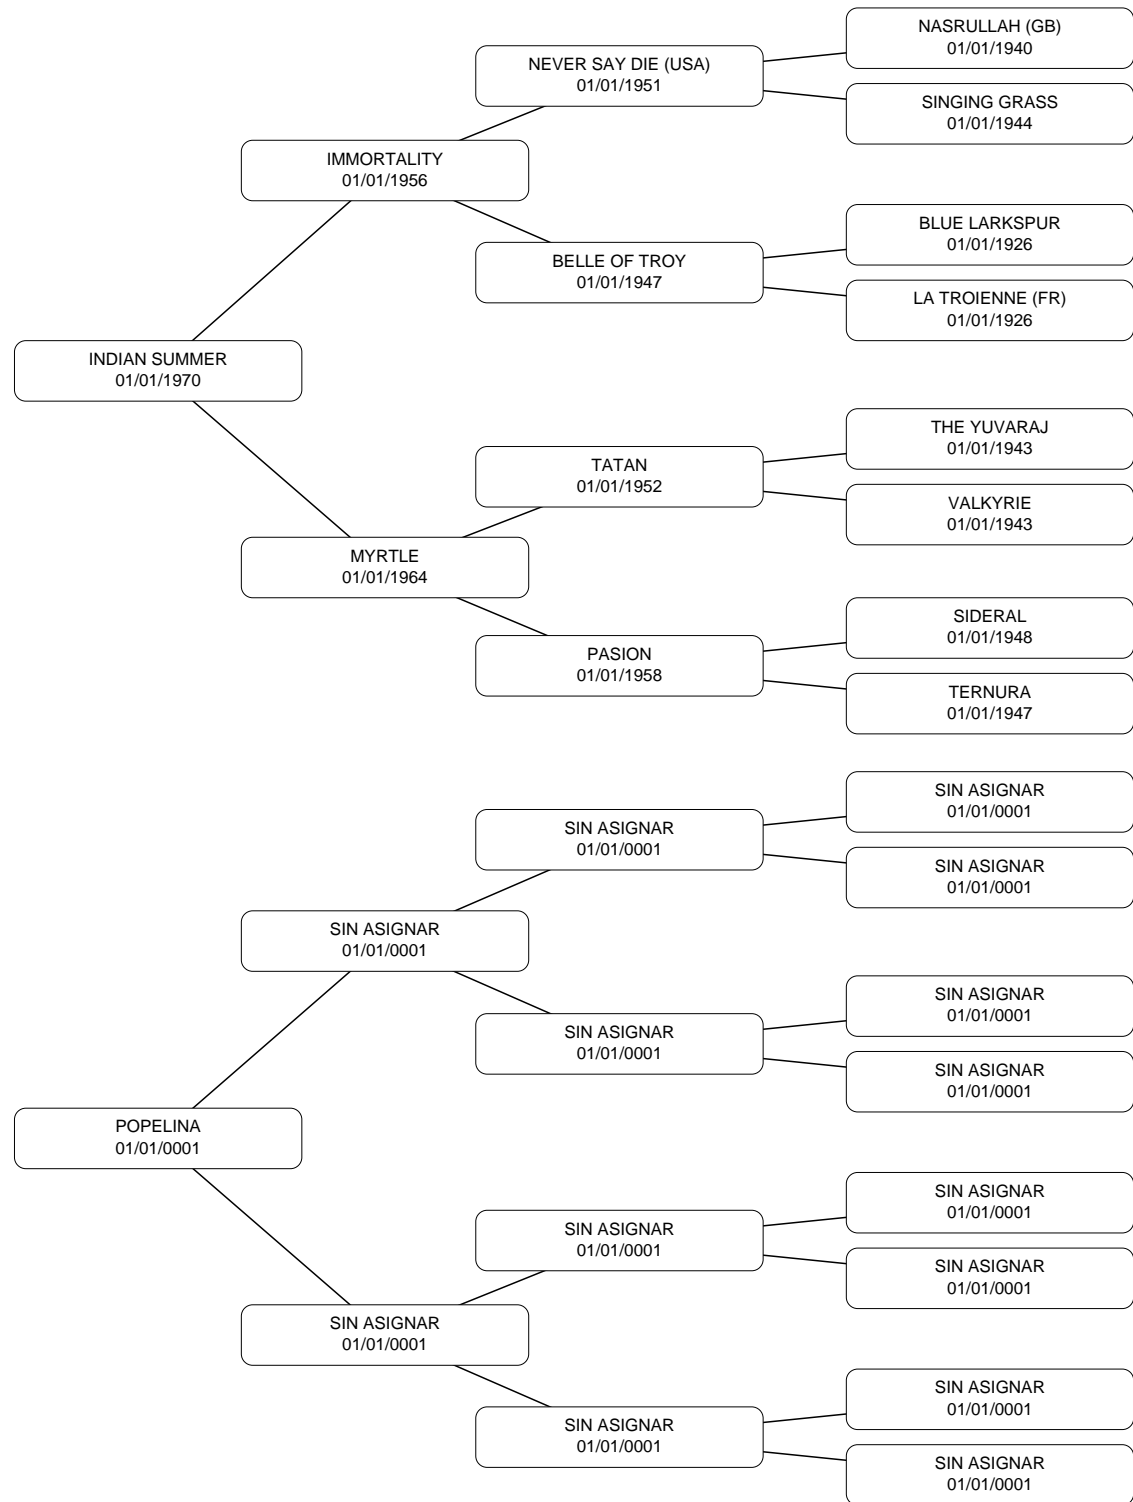 NASRULLAH (GB)
01/01/1940
NEVER SAY DIE (USA)
01/01/1951
SINGING GRASS
01/01/1944
IMMORTALITY
01/01/1956
BLUE LARKSPUR
01/01/1926
BELLE OF TROY
01/01/1947
LA TROIENNE (FR)
01/01/1926
INDIAN SUMMER
01/01/1970
THE YUVARAJ
01/01/1943
TATAN
01/01/1952
VALKYRIE
01/01/1943
MYRTLE
01/01/1964
SIDERAL
01/01/1948
PASION
01/01/1958
TERNURA
01/01/1947
SIN ASIGNAR
01/01/0001
SIN ASIGNAR
01/01/0001
SIN ASIGNAR
01/01/0001
SIN ASIGNAR
01/01/0001
SIN ASIGNAR
01/01/0001
SIN ASIGNAR
01/01/0001
SIN ASIGNAR
01/01/0001
POPELINA
01/01/0001
SIN ASIGNAR
01/01/0001
SIN ASIGNAR
01/01/0001
SIN ASIGNAR
01/01/0001
SIN ASIGNAR
01/01/0001
SIN ASIGNAR
01/01/0001
SIN ASIGNAR
01/01/0001
SIN ASIGNAR
01/01/0001